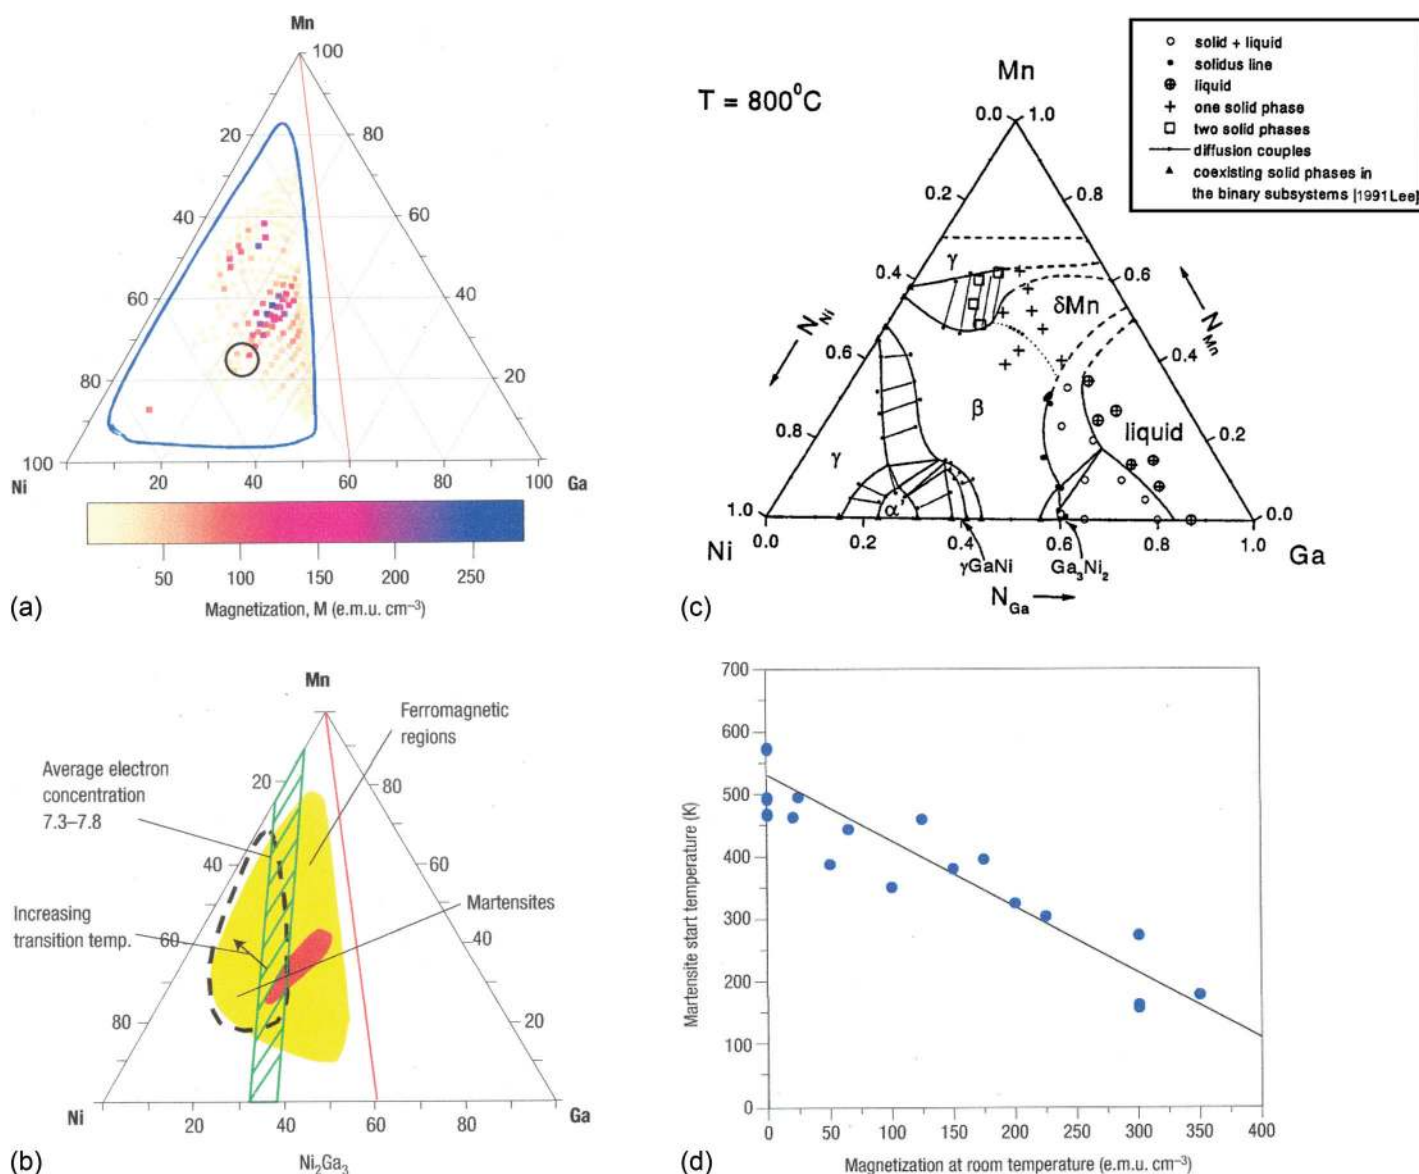 Mn
100
20
80
40
60
60
40
80
20
100
Ni
20
40
60
80
100
Ga
50
100
150
200
250
Magnetization, M (e.m.u. cm⁻³)
(a)
T = 800⁰C
solid + liquid
solidus line
liquid
one solid phase
two solid phases
diffusion couples
coexisting solid phases in
the binary subsystems [1991Lee]
Mn
0.0
1.0
0.2
0.8
0.4
γ
0.6
δMn
N_Ni
N_Mn
0.6
0.4
β
0.8
liquid
0.2
γ
α'
1.0
0.0
Ni
0.0
0.2
0.4
0.6
0.8
1.0
Ga
γGaNi
Ga₃Ni₂
N_Ga
(c)
Mn
Ferromagnetic
regions
Average electron
concentration
7.3–7.8
20
80
40
60
Increasing
transition temp.
Martensites
60
40
80
20
Ni
40
60
Ga
Ni₂Ga₃
(b)
700
600
500
400
300
200
100
0
Martensite start temperature (K)
0
50
100
150
200
250
300
350
400
Magnetization at room temperature (e.m.u. cm⁻³)
(d)